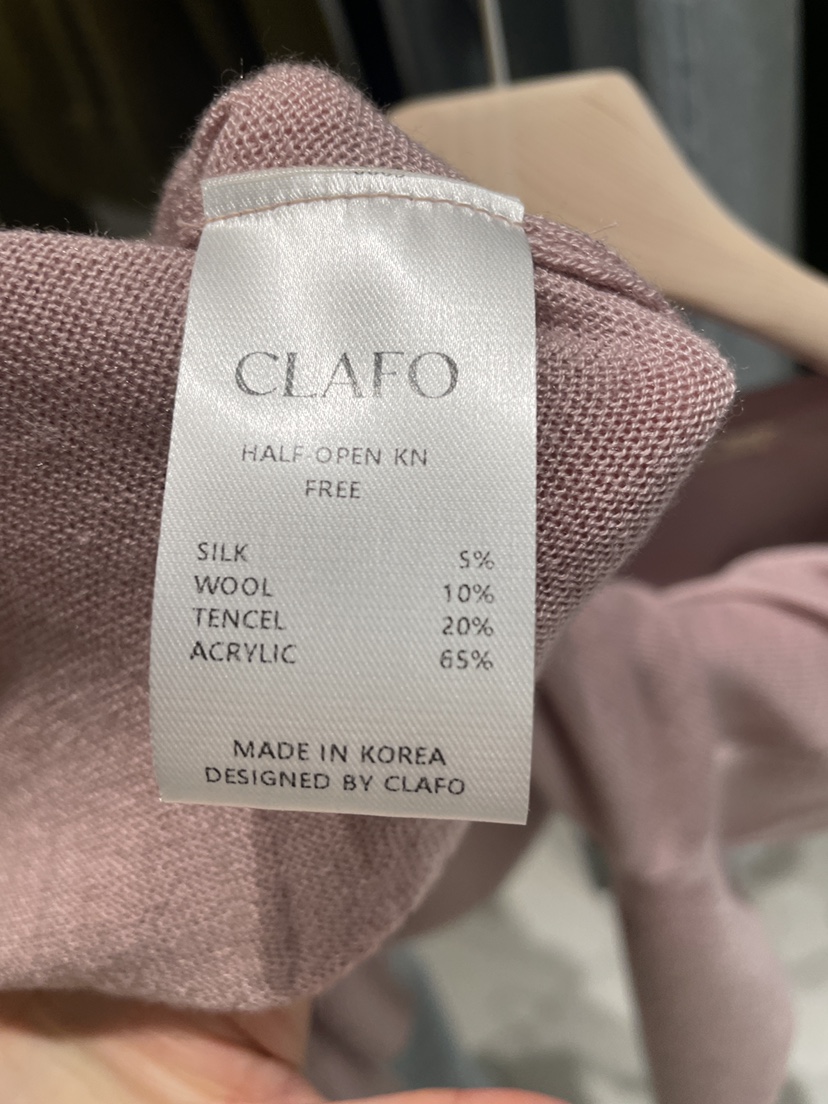 CLAFO
HALF-OPEN KN
FREE
SILK 5%
WOOL 10%
TENCEL 20%
ACRYLIC 65%
MADE IN KOREA
DESIGNED BY CLAFO